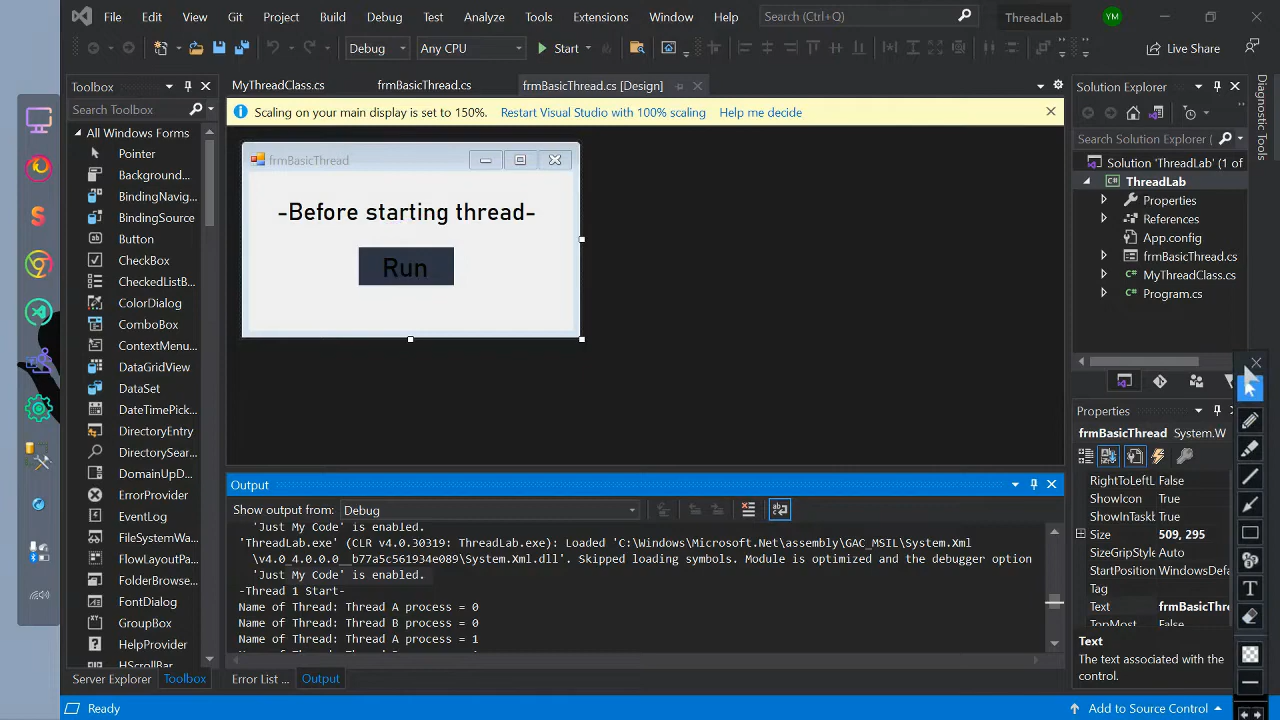 File Edit View Git Project Build Debug Test Analyze Tools Extensions Window Help Search (Ctrl+Q) ThreadLab YM
Debug Any CPU Start Live Share
Toolbox
Search Toolbox
All Windows Forms
Pointer
Background...
BindingNavig...
BindingSource
Button
CheckBox
CheckedListB...
ColorDialog
ComboBox
ContextMenu...
DataGridView
DataSet
DateTimePick...
DirectoryEntry
DirectorySear...
DomainUpD...
ErrorProvider
EventLog
FileSystemWa...
FlowLayoutPa...
FolderBrowse...
FontDialog
GroupBox
HelpProvider
HScrollBar
Server Explorer Toolbox
MyThreadClass.cs frmBasicThread.cs frmBasicThread.cs [Design]
Scaling on your main display is set to 150%. Restart Visual Studio with 100% scaling Help me decide
frmBasicThread
-Before starting thread-
Run
Output
Show output from: Debug
'Just My Code' is enabled.
'ThreadLab.exe' (CLR v4.0.30319: ThreadLab.exe): Loaded 'C:\Windows\Microsoft.Net\assembly\GAC_MSIL\System.Xml
\v4.0_4.0.0.0__b77a5c561934e089\System.Xml.dll'. Skipped loading symbols. Module is optimized and the debugger option
'Just My Code' is enabled.
-Thread 1 Start-
Name of Thread: Thread A process = 0
Name of Thread: Thread B process = 0
Name of Thread: Thread A process = 1
Error List ... Output
Solution Explorer
Search Solution Explorer
Solution 'ThreadLab' (1 of
ThreadLab
Properties
References
App.config
frmBasicThread.cs
MyThreadClass.cs
Program.cs
Diagnostic Tools
Properties
frmBasicThread System.W
RightToLeftL False
ShowIcon True
ShowInTaskb True
Size 509, 295
SizeGripStyle Auto
StartPosition WindowsDefa
Tag
Text frmBasicThre
TopMost False
Text
The text associated with the
control.
Ready Add to Source Control